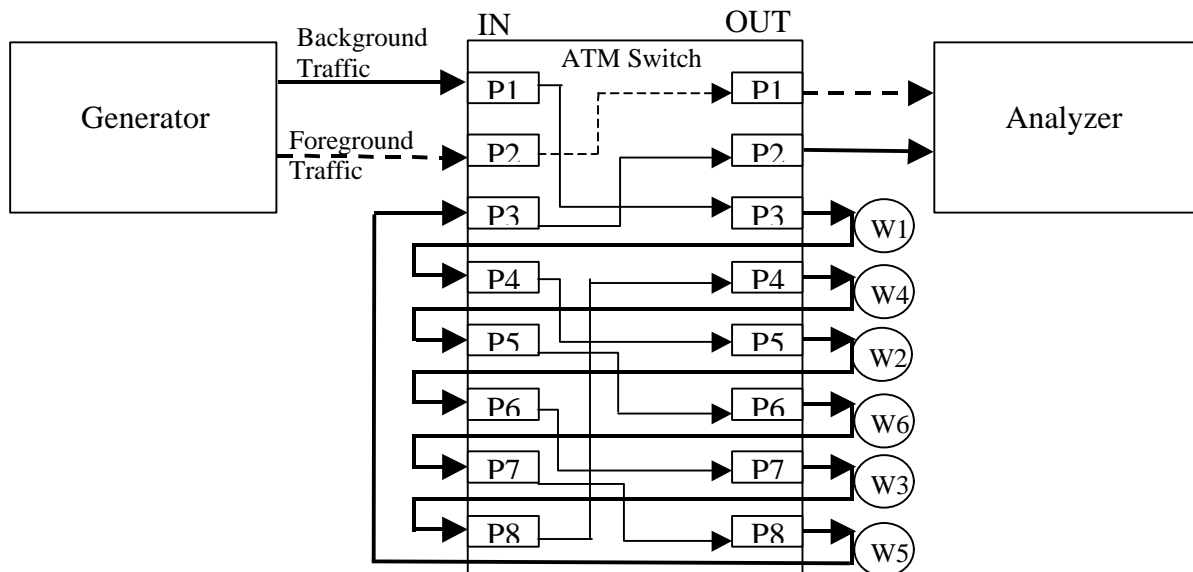 IN
OUT
Background
Traffic
ATM Switch
Generator
Analyzer
Foreground
Traffic
P1
P1
P2
P2
P3
P3
W1
P4
P4
W4
P5
P5
W2
P6
P6
W6
P7
P7
W3
P8
P8
W5